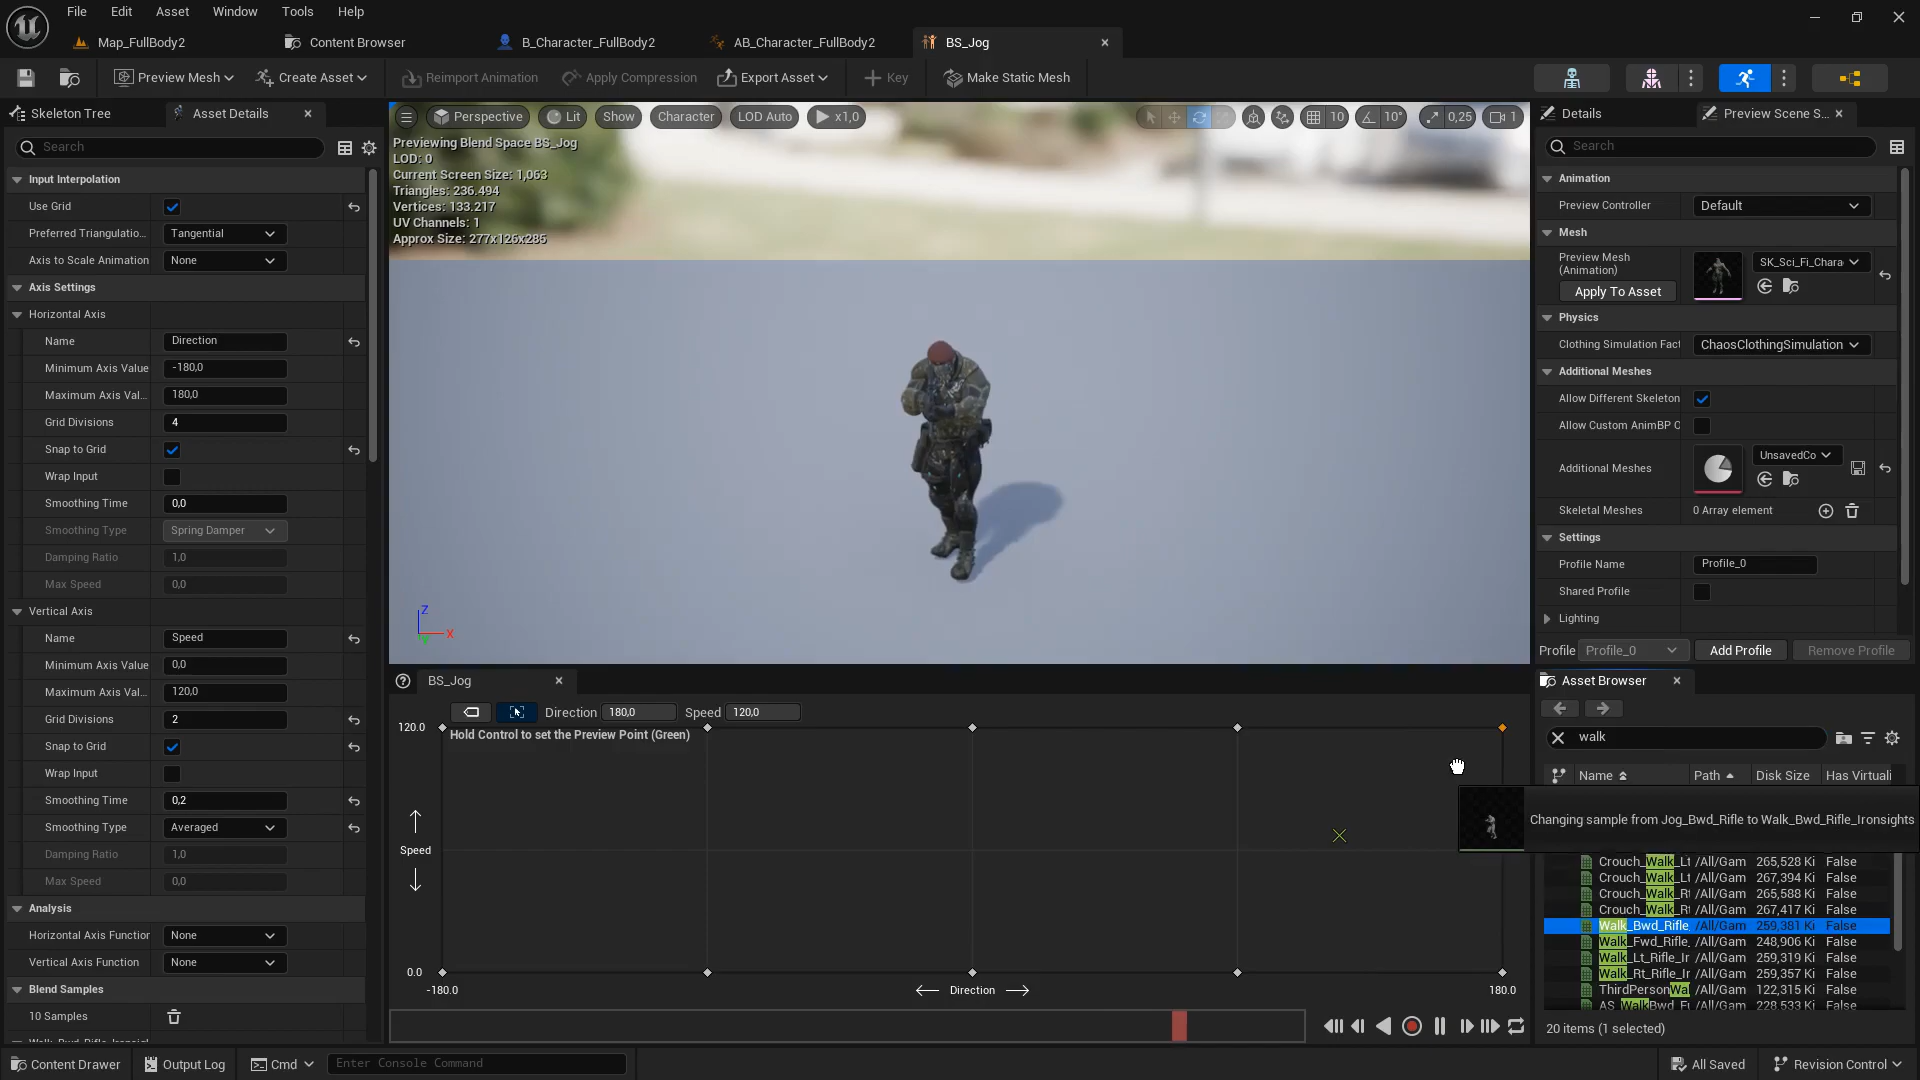 File Edit Asset Window Tools Help
Map_FullBody2 Content Browser B_Character_FullBody2 AB_Character_FullBody2 BS_Jog
Preview Mesh Create Asset Reimport Animation Apply Compression Export Asset Key Make Static Mesh
Skeleton Tree Asset Details
Search
Input Interpolation
Use Grid
Preferred Triangulatio... Tangential
Axis to Scale Animation None
Axis Settings
Horizontal Axis
Name Direction
Minimum Axis Value -180,0
Maximum Axis Val... 180,0
Grid Divisions 4
Snap to Grid
Wrap Input
Smoothing Time 0,0
Smoothing Type Spring Damper
Damping Ratio 1,0
Max Speed 0,0
Vertical Axis
Name Speed
Minimum Axis Value 0,0
Maximum Axis Val... 120,0
Grid Divisions 2
Snap to Grid
Wrap Input
Smoothing Time 0,2
Smoothing Type Averaged
Damping Ratio 1,0
Max Speed 0,0
Analysis
Horizontal Axis Function None
Vertical Axis Function None
Blend Samples
10 Samples
Perspective Lit Show Character LOD Auto x1,0 10 10° 0,25 1
Previewing Blend Space BS_Jog
LOD: 0
Current Screen Size: 1,063
Triangles: 236.494
Vertices: 133.217
UV Channels: 1
Approx Size: 277x126x285
Z
X
BS_Jog
Direction 180,0 Speed 120,0
120.0
Hold Control to set the Preview Point (Green)
Speed
0.0
-180.0 Direction 180.0
Details Preview Scene S...
Search
Animation
Preview Controller Default
Mesh
Preview Mesh (Animation) SK_Sci_Fi_Chara
Apply To Asset
Physics
Clothing Simulation Fact ChaosClothingSimulation
Additional Meshes
Allow Different Skeleton
Allow Custom AnimBP O
Additional Meshes UnsavedCo
Skeletal Meshes 0 Array element
Settings
Profile Name Profile_0
Shared Profile
Lighting
Profile Profile_0 Add Profile Remove Profile
Asset Browser
walk
Name Path Disk Size Has Virtuali
Changing sample from Jog_Bwd_Rifle to Walk_Bwd_Rifle_Ironsights
Crouch_Walk_Lt /All/Gam 265,528 Ki False
Crouch_Walk_Lt /All/Gam 267,394 Ki False
Crouch_Walk_Rt /All/Gam 265,588 Ki False
Crouch_Walk_Rt /All/Gam 267,417 Ki False
Walk_Bwd_Rifle_ /All/Gam 259,381 Ki False
Walk_Fwd_Rifle_ /All/Gam 248,906 Ki False
Walk_Lt_Rifle_Ir /All/Gam 259,319 Ki False
Walk_Rt_Rifle_Ir /All/Gam 259,357 Ki False
ThirdPersonWal /All/Gam 122,315 Ki False
AS_WalkBwd_Fu /All/Gam 228,533 Ki False
20 items (1 selected)
Content Drawer Output Log Cmd Enter Console Command All Saved Revision Control